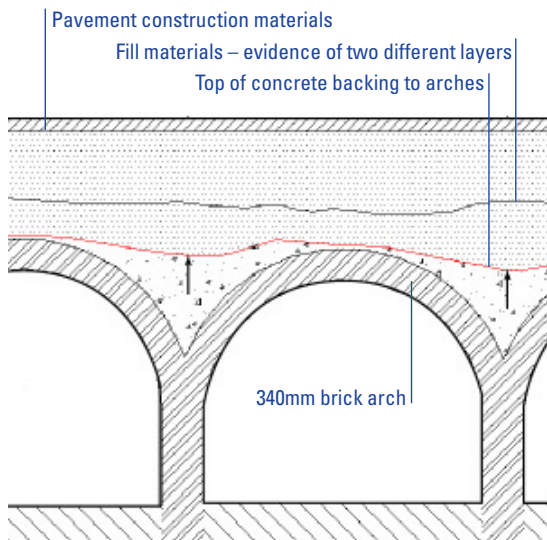 Pavement construction materials
Fill materials – evidence of two different layers
Top of concrete backing to arches
340mm brick arch